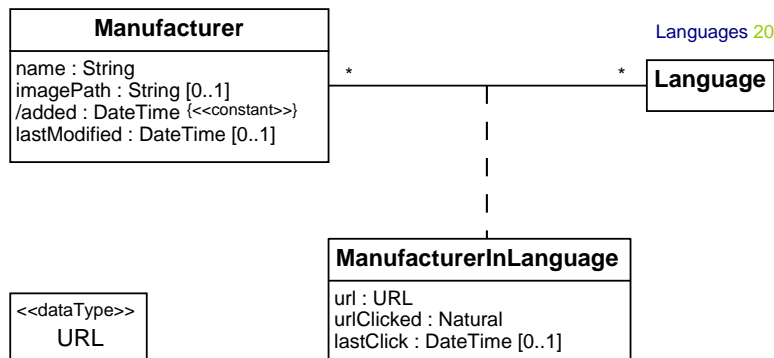 Manufacturer
name : String
imagePath : String [0..1]
/added : DateTime {<<constant>>}
lastModified : DateTime [0..1]
* *
Languages 20
Language
ManufacturerInLanguage
url : URL
urlClicked : Natural
lastClick : DateTime [0..1]
<<dataType>>
URL